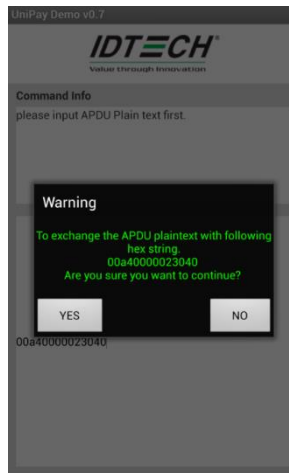 UniPay Demo v0.7
IDTECH®
Value through Innovation
Command Info
please input APDU Plain text first.
Warning
To exchange the APDU plaintext with following
hex string.
00a40000023040
Are you sure you want to continue?
YES
NO
00a40000023040